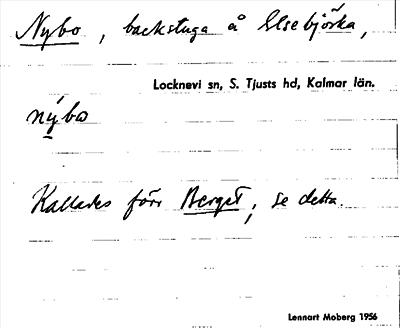 Nybo, backstuga å Elsebjörka,
Locknevi sn, S. Tjusts hd, Kalmar län.
nýbo
Kallades förr Berget, se detta.
Lennart Moberg 1956